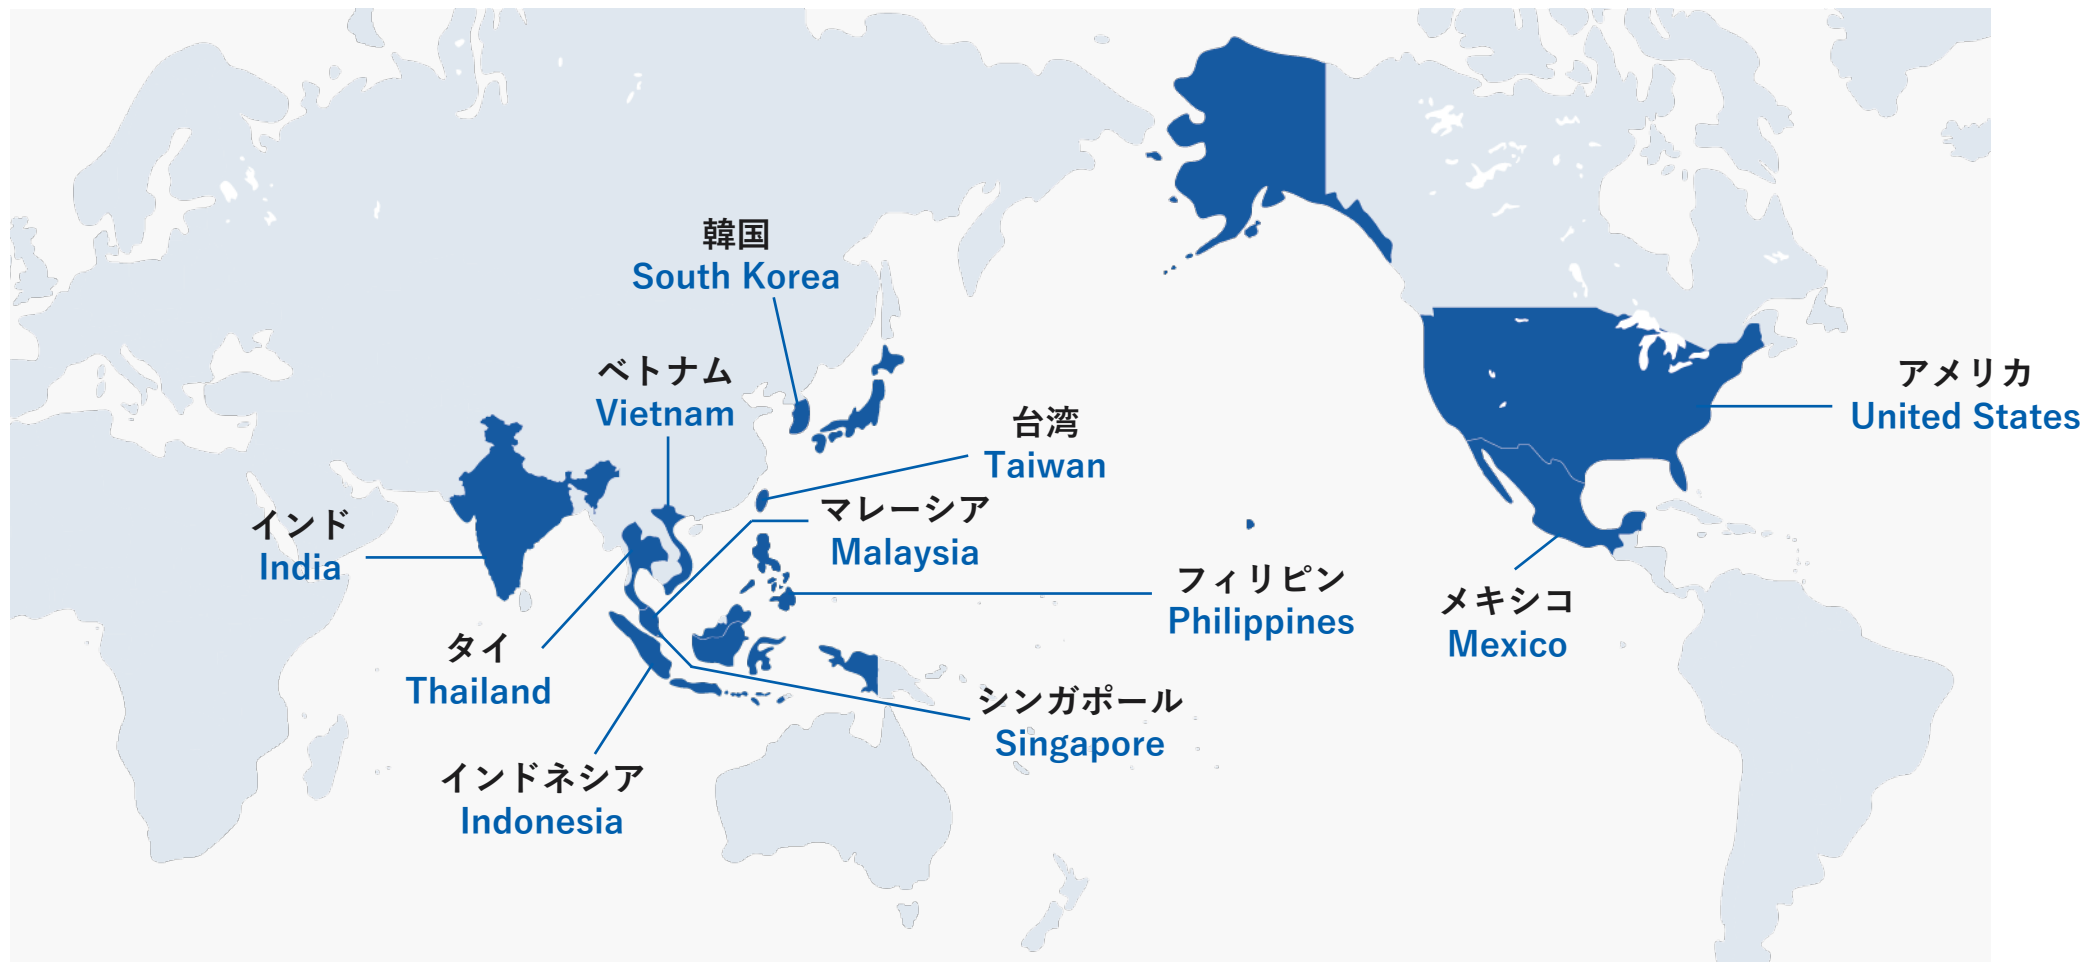 韓国
South Korea
ベトナム
Vietnam
アメリカ
United States
台湾
Taiwan
マレーシア
Malaysia
インド
India
フィリピン
Philippines
メキシコ
Mexico
タイ
Thailand
シンガポール
Singapore
インドネシア
Indonesia